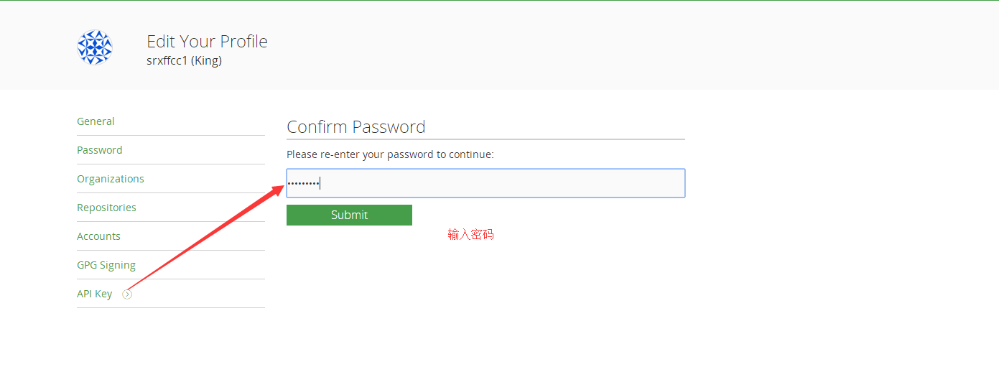 Edit Your Profile
srxffcc1 (King)
General
Password
Organizations
Repositories
Accounts
GPG Signing
API Key
Confirm Password
Please re-enter your password to continue:
•••••••••
Submit
输入密码